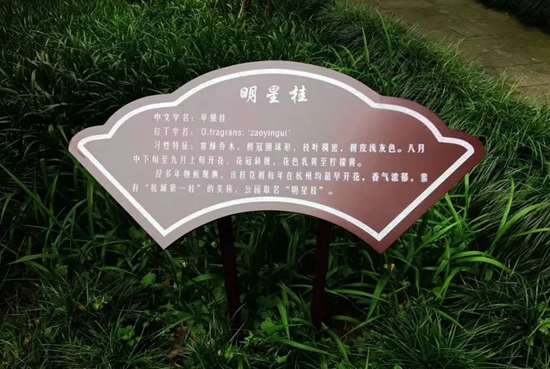 明星桂
中文学名：早银桂
拉丁学名： O.fragrans: ‘zaoyingui’
习性特征：常绿乔木，树冠圆球形，枝叶稠密，树皮浅灰色。八月
中下旬至九月上旬开花，花冠斜展，花色乳黄至柠檬黄。
经多年物候观测，该桂花树每年在杭州均最早开花，香气浓郁，素
有“杭城第一桂”的美称，公园取名“明星桂”。